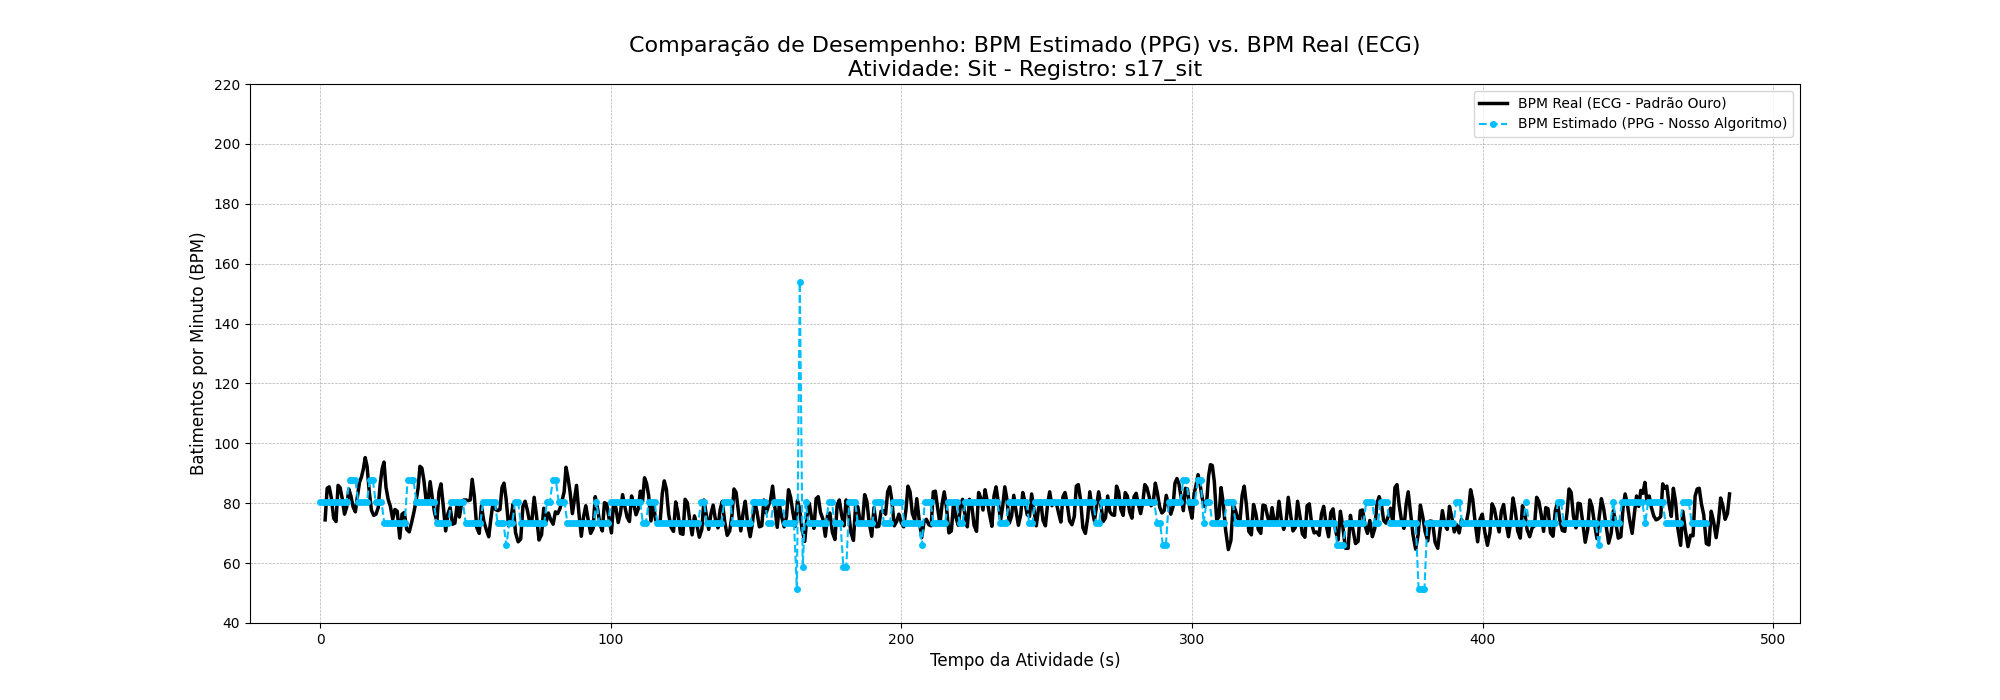 Comparação de Desempenho: BPM Estimado (PPG) vs. BPM Real (ECG)
Atividade: Sit - Registro: s17_sit
BPM Real (ECG - Padrão Ouro)
BPM Estimado (PPG - Nosso Algoritmo)
Batimentos por Minuto (BPM)
220
200
180
160
140
120
100
80
60
40
0
100
200
300
400
500
Tempo da Atividade (s)